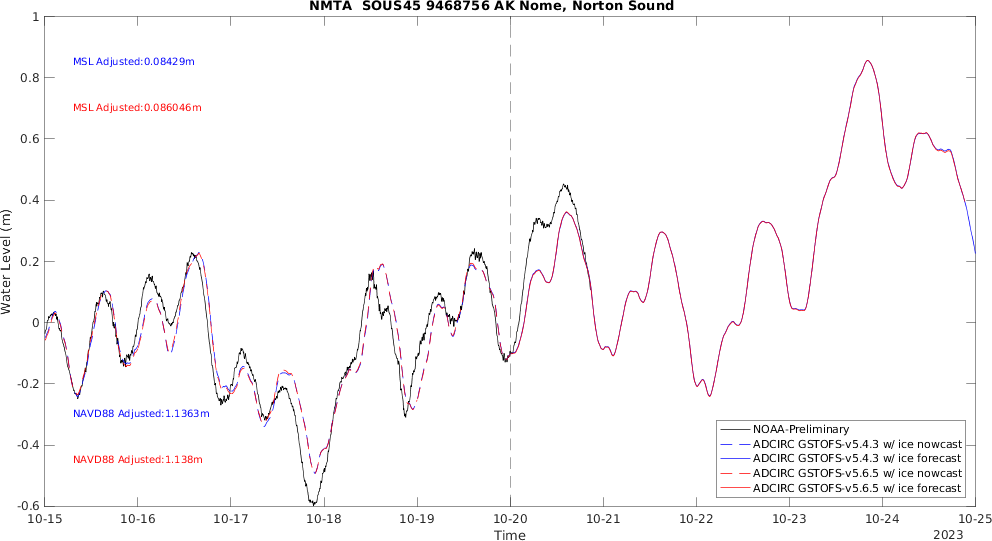 NMTA  SOUS45 9468756 AK Nome, Norton Sound
1
0.8
0.6
0.4
0.2
0
-0.2
-0.4
-0.6
Water Level (m)
MSL Adjusted:0.08429m
MSL Adjusted:0.086046m
NAVD88 Adjusted:1.1363m
NAVD88 Adjusted:1.138m
NOAA-Preliminary
ADCIRC GSTOFS-v5.4.3 w/ ice nowcast
ADCIRC GSTOFS-v5.4.3 w/ ice forecast
ADCIRC GSTOFS-v5.6.5 w/ ice nowcast
ADCIRC GSTOFS-v5.6.5 w/ ice forecast
10-15 10-16 10-17 10-18 10-19 10-20 10-21 10-22 10-23 10-24 10-25
Time
2023